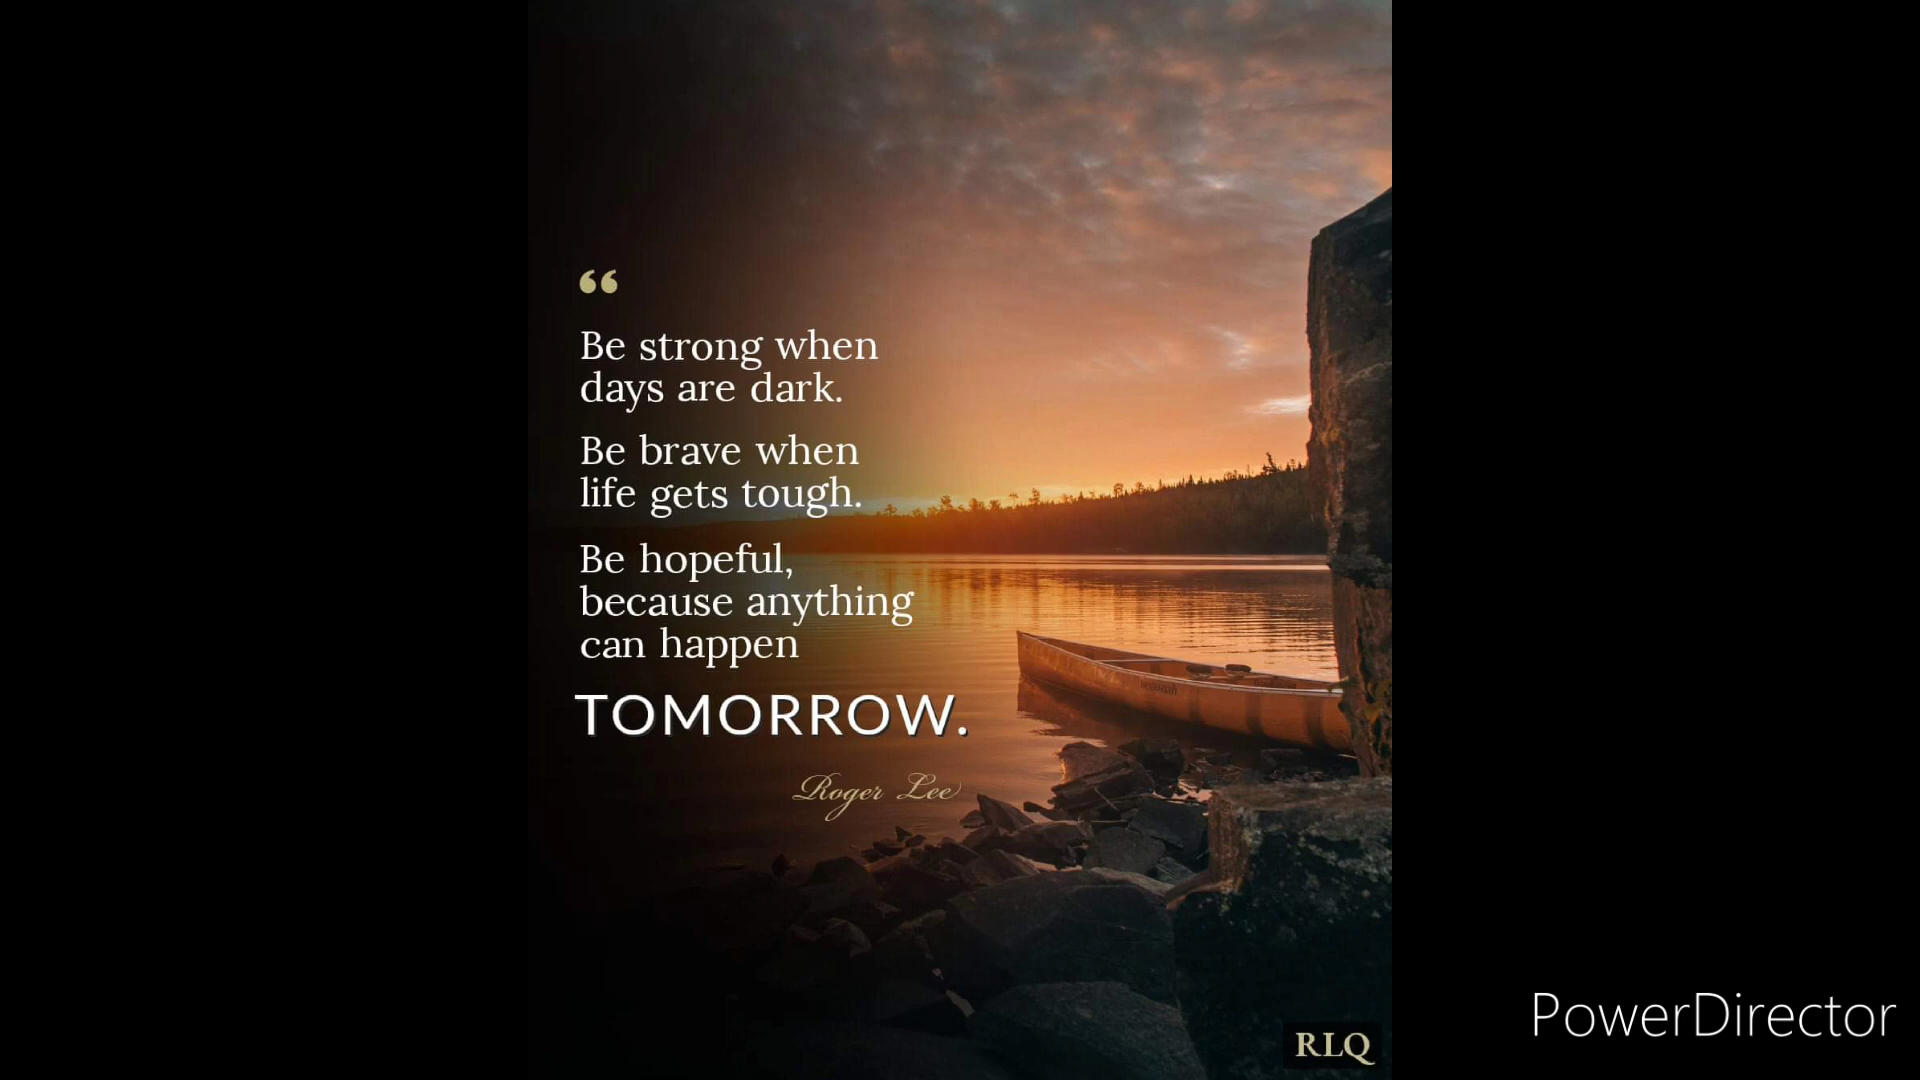 “
Be strong when
days are dark.
Be brave when
life gets tough.
Be hopeful,
because anything
can happen
TOMORROW.
Roger Lee
RLQ
PowerDirector